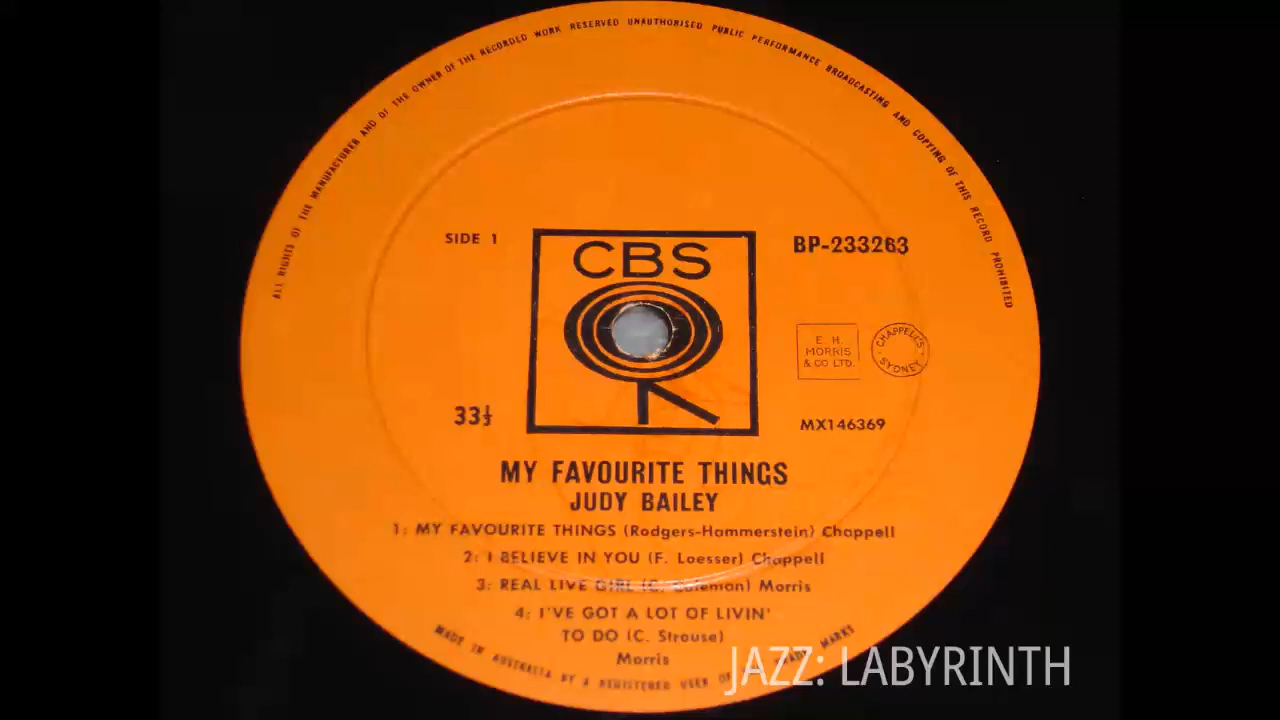 ALL RIGHTS OF THE MANUFACTURER AND OF THE OWNER OF THE RECORDED WORK RESERVED UNAUTHORISED PUBLIC PERFORMANCE BROADCASTING AND COPYING OF THIS RECORD PROHIBITED
SIDE 1
CBS
BP-233263
E. H.
MORRIS
& CO LTD.
CHAPPELL'S
SYDNEY
33⅓
MX146369
MY FAVOURITE THINGS
JUDY BAILEY
1: MY FAVOURITE THINGS (Rodgers-Hammerstein) Chappell
2: I BELIEVE IN YOU (F. Loesser) Chappell
3: REAL LIVE GIRL (C. Coleman) Morris
4: I'VE GOT A LOT OF LIVIN'
TO DO (C. Strouse)
Morris
MADE IN AUSTRALIA BY A REGISTERED USER OF TRADE MARKS
JAZZ: LABYRINTH